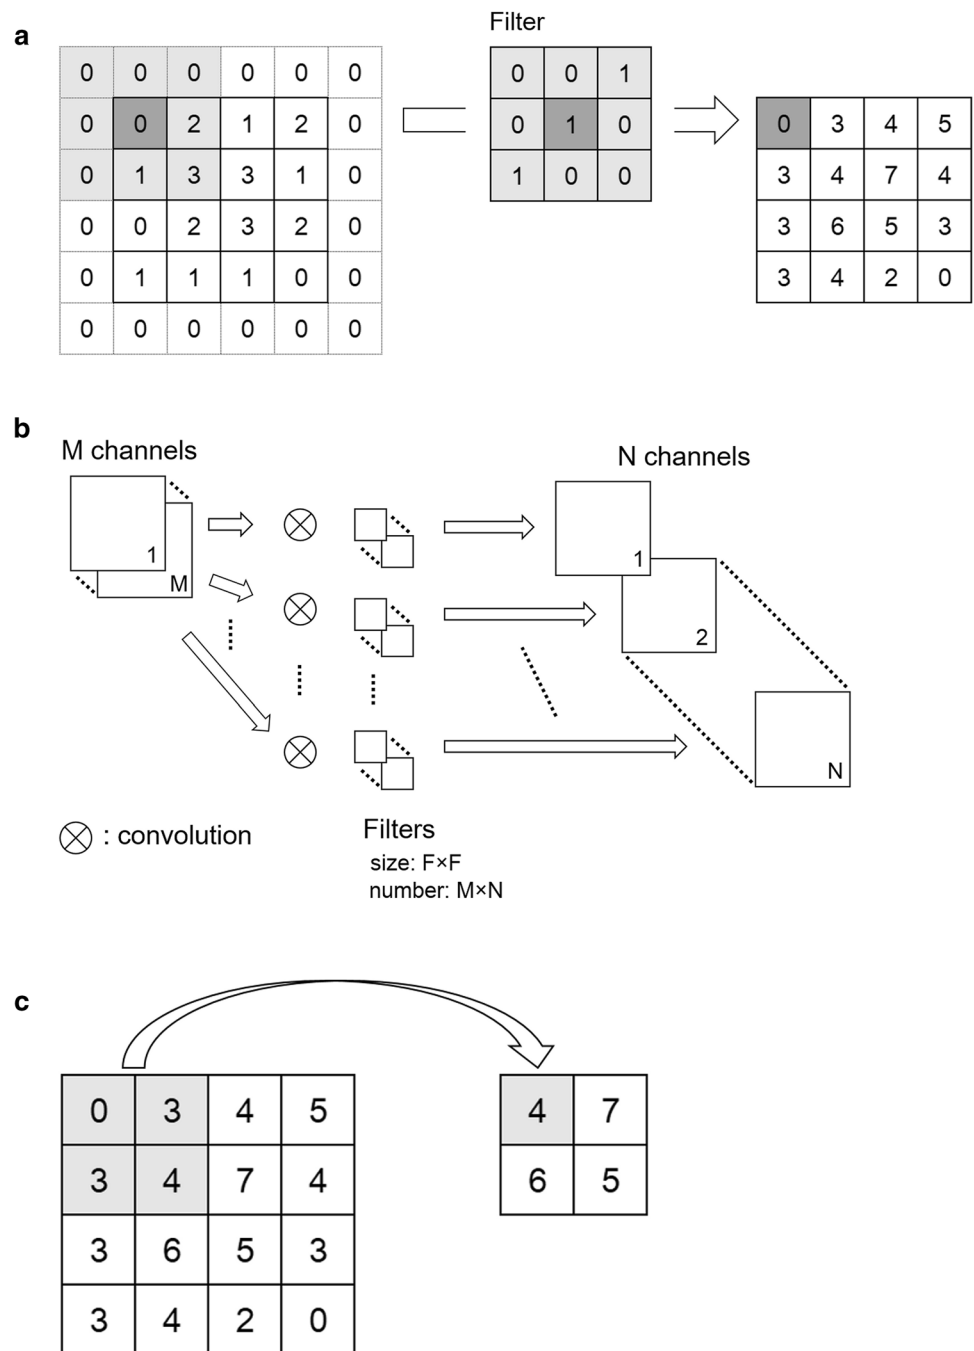 a
Filter
0 0 0 0 0 0
0 0 2 1 2 0
0 1 3 3 1 0
0 0 2 3 2 0
0 1 1 1 0 0
0 0 0 0 0 0
0 0 1
0 1 0
1 0 0
0 3 4 5
3 4 7 4
3 6 5 3
3 4 2 0
b
M channels
N channels
1
M
1
2
N
⊗ : convolution
Filters
size: F×F
number: M×N
c
0 3 4 5
3 4 7 4
3 6 5 3
3 4 2 0
4 7
6 5